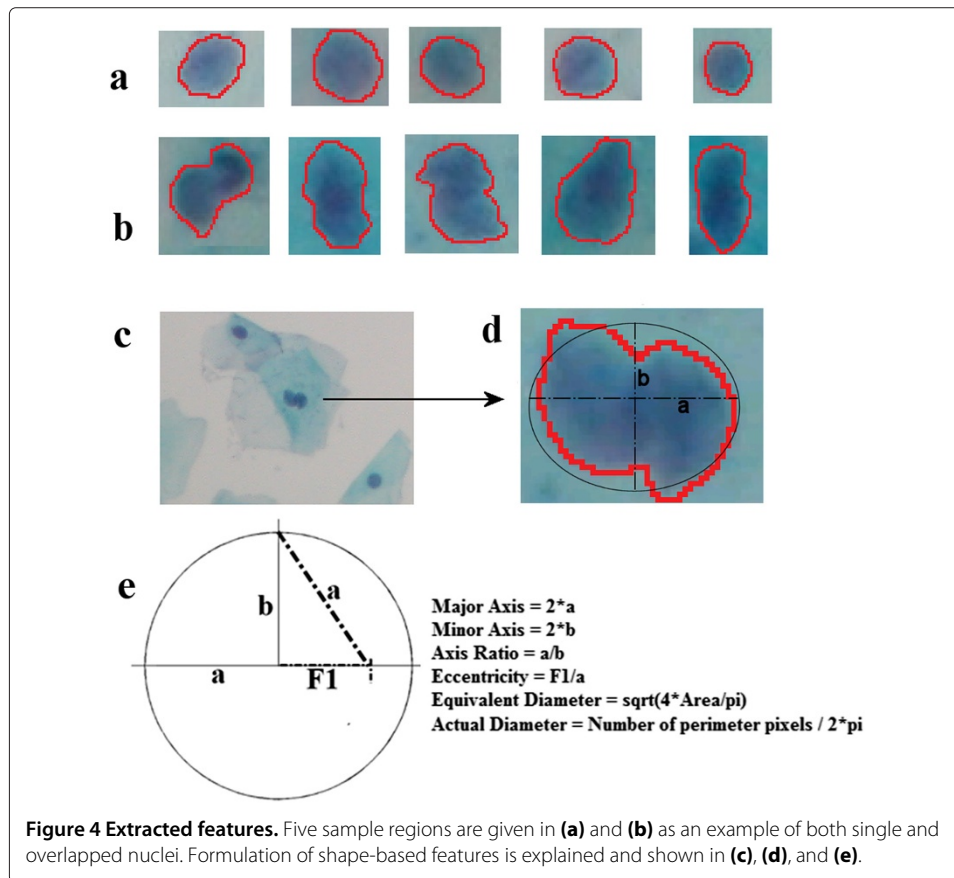 a
b
c
d
b
a
e
b
a
a
F1
Major Axis = 2*a
Minor Axis = 2*b
Axis Ratio = a/b
Eccentricity = F1/a
Equivalent Diameter = sqrt(4*Area/pi)
Actual Diameter = Number of perimeter pixels / 2*pi
Figure 4 Extracted features. Five sample regions are given in (a) and (b) as an example of both single and
overlapped nuclei. Formulation of shape-based features is explained and shown in (c), (d), and (e).